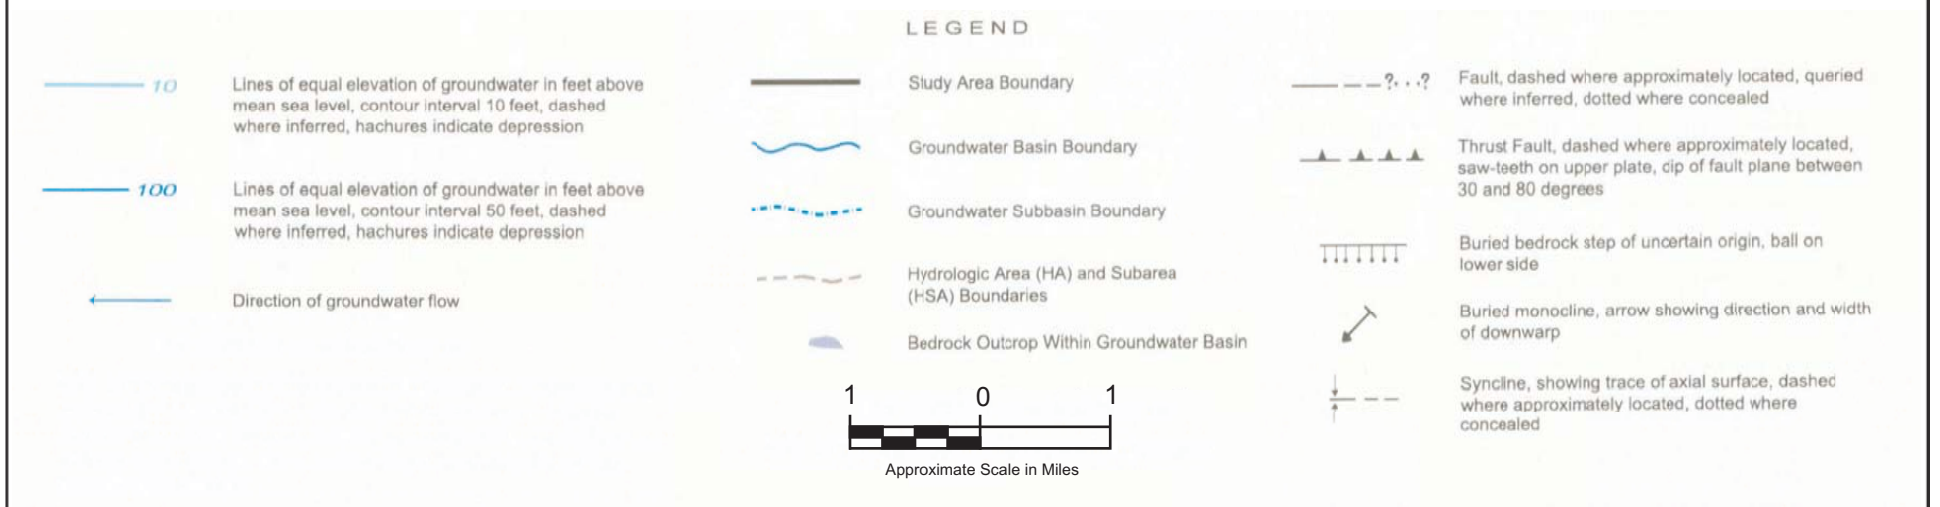 LEGEND
10
Lines of equal elevation of groundwater in feet above
mean sea level, contour interval 10 feet, dashed
where inferred, hachures indicate depression
100
Lines of equal elevation of groundwater in feet above
mean sea level, contour interval 50 feet, dashed
where inferred, hachures indicate depression
Direction of groundwater flow
Study Area Boundary
Groundwater Basin Boundary
Groundwater Subbasin Boundary
Hydrologic Area (HA) and Subarea
(HSA) Boundaries
Bedrock Outcrop Within Groundwater Basin
1 0 1
Approximate Scale in Miles
?...?
Fault, dashed where approximately located, queried
where inferred, dotted where concealed
Thrust Fault, dashed where approximately located,
saw-teeth on upper plate, dip of fault plane between
30 and 80 degrees
Buried bedrock step of uncertain origin, ball on
lower side
Buried monocline, arrow showing direction and width
of downwarp
Syncline, showing trace of axial surface, dashed
where approximately located, dotted where
concealed